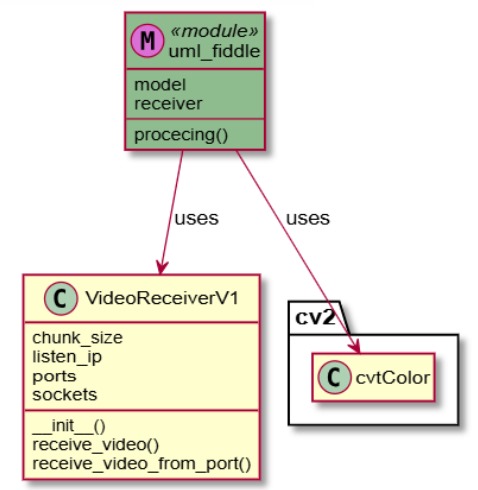 M «module»
uml_fiddle
model
receiver
procecing()
uses
uses
C VideoReceiverV1
chunk_size
listen_ip
ports
sockets
__init__()
receive_video()
receive_video_from_port()
cv2
C cvtColor